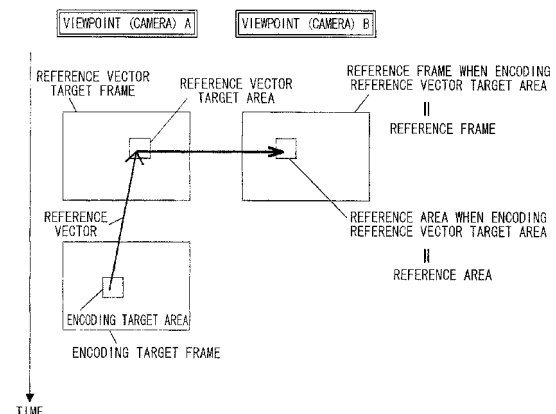 VIEWPOINT (CAMERA) A
VIEWPOINT (CAMERA) B
REFERENCE VECTOR
TARGET FRAME
REFERENCE VECTOR
TARGET AREA
REFERENCE FRAME WHEN ENCODING
REFERENCE VECTOR TARGET AREA
||
REFERENCE FRAME
REFERENCE
VECTOR
REFERENCE AREA WHEN ENCODING
REFERENCE VECTOR TARGET AREA
||
REFERENCE AREA
ENCODING TARGET AREA
ENCODING TARGET FRAME
TIME